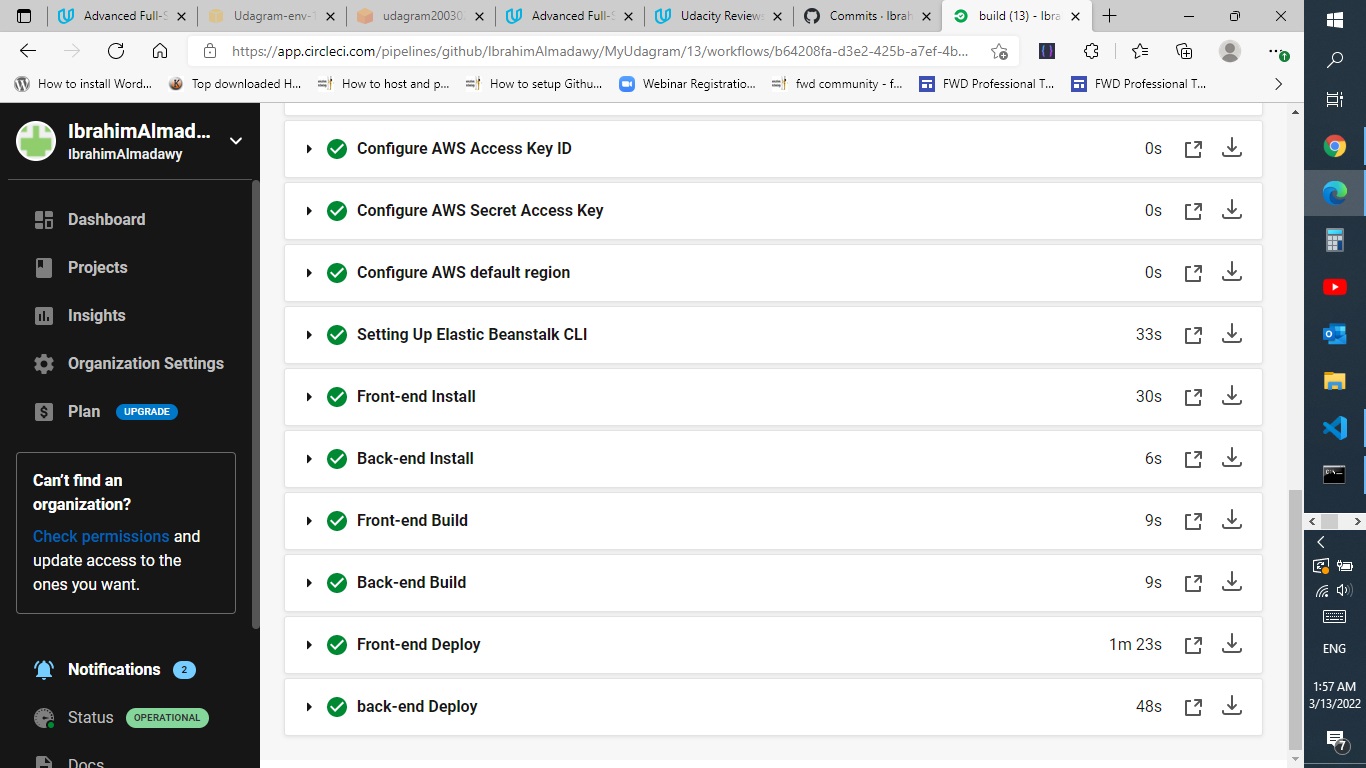 Advanced Full-S
Udagram-env-1
udagram200302
Advanced Full-S
Udacity Reviews
Commits · Ibrah
build (13) - Ibra
https://app.circleci.com/pipelines/github/IbrahimAlmadawy/MyUdagram/13/workflows/b64208fa-d3e2-425b-a7ef-4b...
How to install Word...
Top downloaded H...
How to host and p...
How to setup Githu...
Webinar Registratio...
fwd community - f...
FWD Professional T...
FWD Professional T...
IbrahimAlmad...
IbrahimAlmadawy
Dashboard
Projects
Insights
Organization Settings
Plan UPGRADE
Can't find an
organization?
Check permissions and
update access to the
ones you want.
Notifications 2
Status OPERATIONAL
Docs
Configure AWS Access Key ID 0s
Configure AWS Secret Access Key 0s
Configure AWS default region 0s
Setting Up Elastic Beanstalk CLI 33s
Front-end Install 30s
Back-end Install 6s
Front-end Build 9s
Back-end Build 9s
Front-end Deploy 1m 23s
back-end Deploy 48s
ENG
1:57 AM
3/13/2022
7